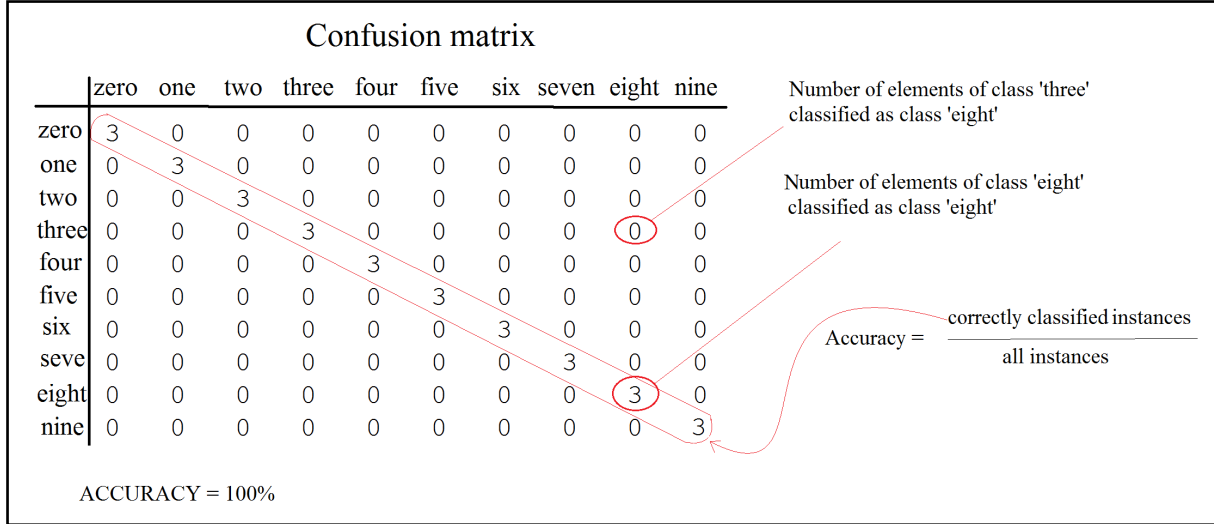 Confusion matrix
zero one two three four five six seven eight nine
zero 3 0 0 0 0 0 0 0 0 0
one 0 3 0 0 0 0 0 0 0 0
two 0 0 3 0 0 0 0 0 0 0
three 0 0 0 3 0 0 0 0 0 0
four 0 0 0 0 3 0 0 0 0 0
five 0 0 0 0 0 3 0 0 0 0
six 0 0 0 0 0 0 3 0 0 0
seve 0 0 0 0 0 0 0 3 0 0
eight 0 0 0 0 0 0 0 0 3 0
nine 0 0 0 0 0 0 0 0 0 3
ACCURACY = 100%
Number of elements of class 'three'
classified as class 'eight'
Number of elements of class 'eight'
classified as class 'eight'
Accuracy =
correctly classified instances
all instances